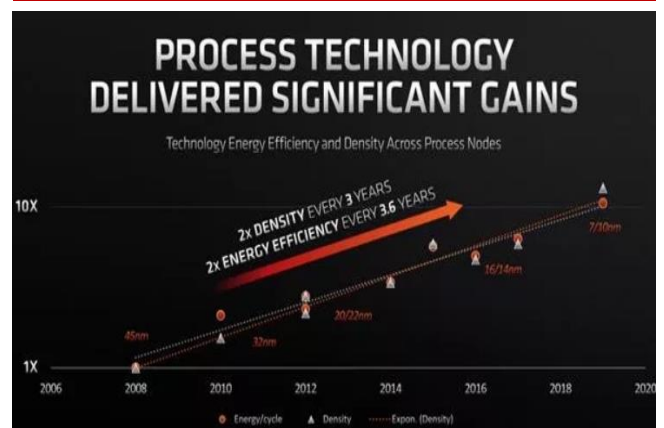 PROCESS TECHNOLOGY
DELIVERED SIGNIFICANT GAINS
Technology Energy Efficiency and Density Across Process Nodes
10X
2x DENSITY EVERY 3 YEARS
2x ENERGY EFFICIENCY EVERY 3.6 YEARS
7/10nm
16/14nm
20/22nm
45nm
32nm
1X
2006 2008 2010 2012 2014 2016 2018 2020
Energy/cycle Density Expon. (Density)